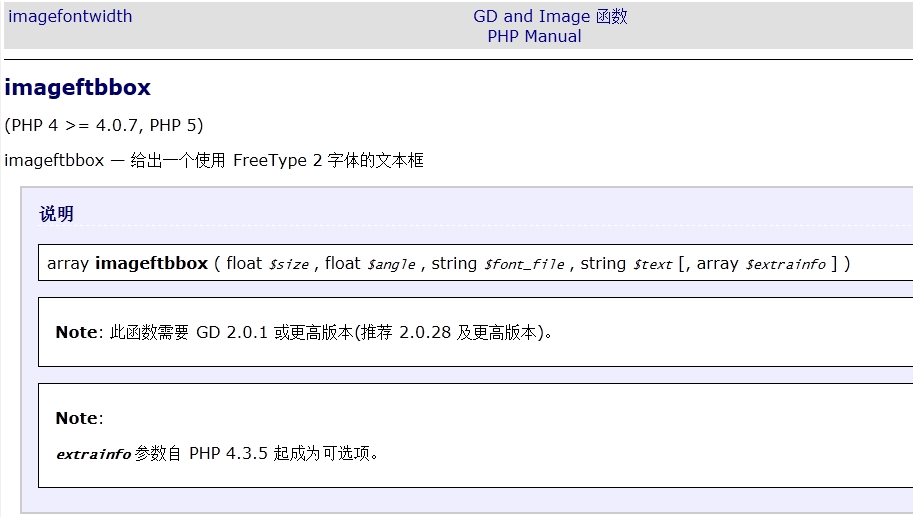 imagefontwidth
GD and Image 函数
PHP Manual
imageftbbox
(PHP 4 >= 4.0.7, PHP 5)
imageftbbox — 给出一个使用 FreeType 2 字体的文本框
说明
array imageftbbox ( float $size , float $angle , string $font_file , string $text [, array $extrainfo ] )
Note: 此函数需要 GD 2.0.1 或更高版本(推荐 2.0.28 及更高版本)。
Note:
extrainfo 参数自 PHP 4.3.5 起成为可选项。